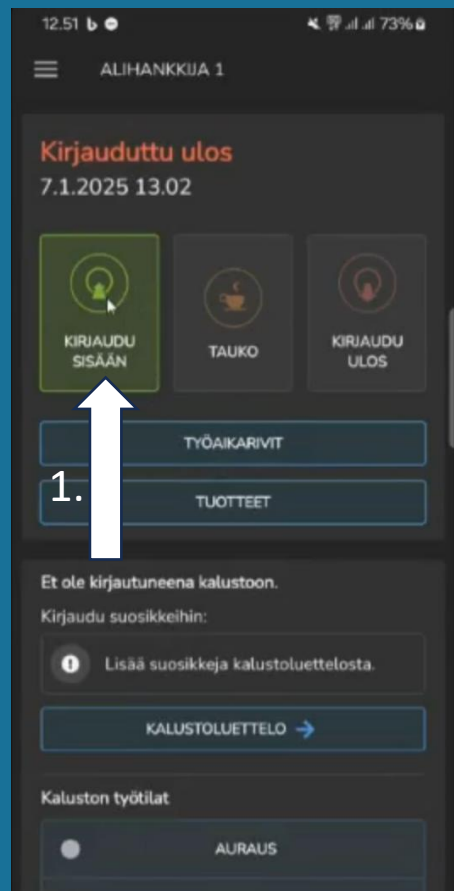 12.51 73%
ALIHANKKIJA 1
Kirjauduttu ulos
7.1.2025 13.02
KIRJAUDU
SISÄÄN
TAUKO
KIRJAUDU
ULOS
TYÖAIKARIVIT
1.
TUOTTEET
Et ole kirjautuneena kalustoon.
Kirjaudu suosikkeihin:
Lisää suosikkeja kalustoluettelosta.
KALUSTOLUETTELO
Kaluston työtilat
AURAUS